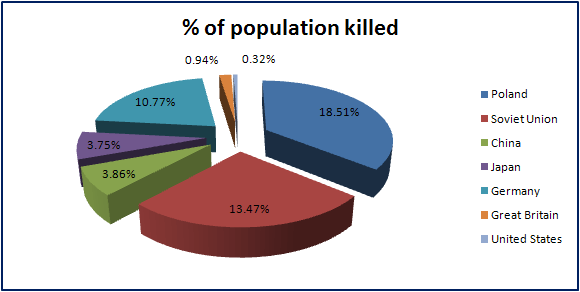 % of population killed
0.94%
0.32%
10.77%
18.51%
3.75%
3.86%
13.47%
Poland
Soviet Union
China
Japan
Germany
Great Britain
United States